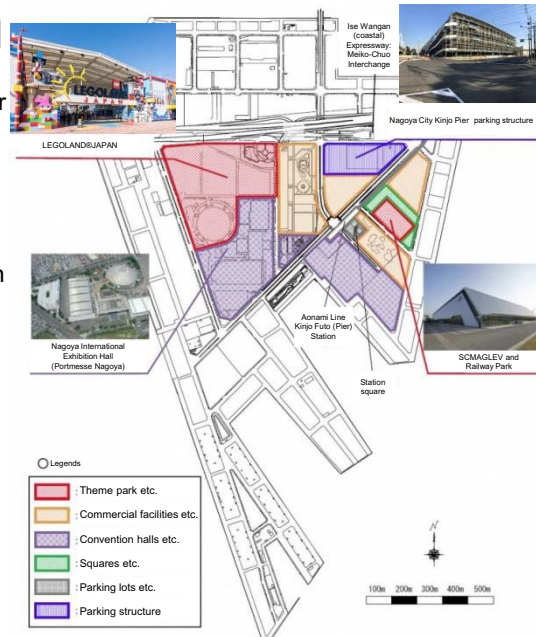 Ise Wangan
(coastal)
Expressway:
Meiko-Chuo
Interchange
LEGOLAND
JAPAN
LEGOLAND®JAPAN
Nagoya City Kinjo Pier parking structure
Nagoya International
Exhibition Hall
(Portmesse Nagoya)
Aonami Line
Kinjo Futo (Pier)
Station
Station
square
SCMAGLEV and
Railway Park
Legends
: Theme park etc.
: Commercial facilities etc.
: Convention halls etc.
: Squares etc.
: Parking lots etc.
: Parking structure
N
100m 200m 300m 400m 500m